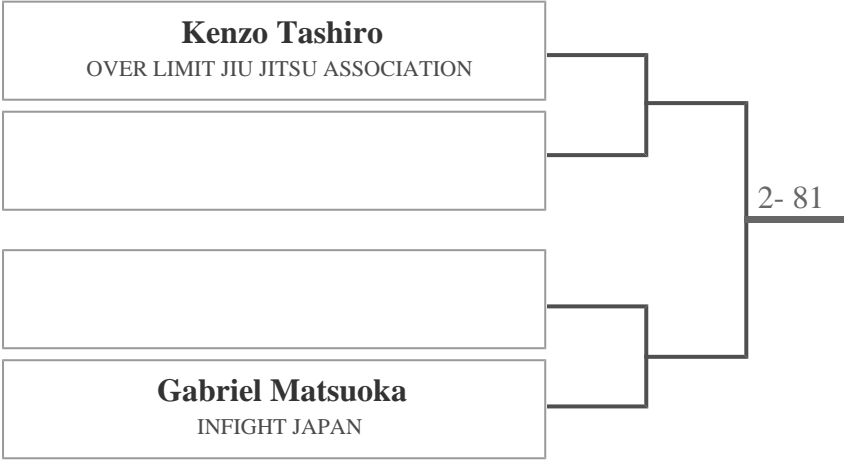 Kenzo Tashiro
OVER LIMIT JIU JITSU ASSOCIATION
2- 81
Gabriel Matsuoka
INFIGHT JAPAN